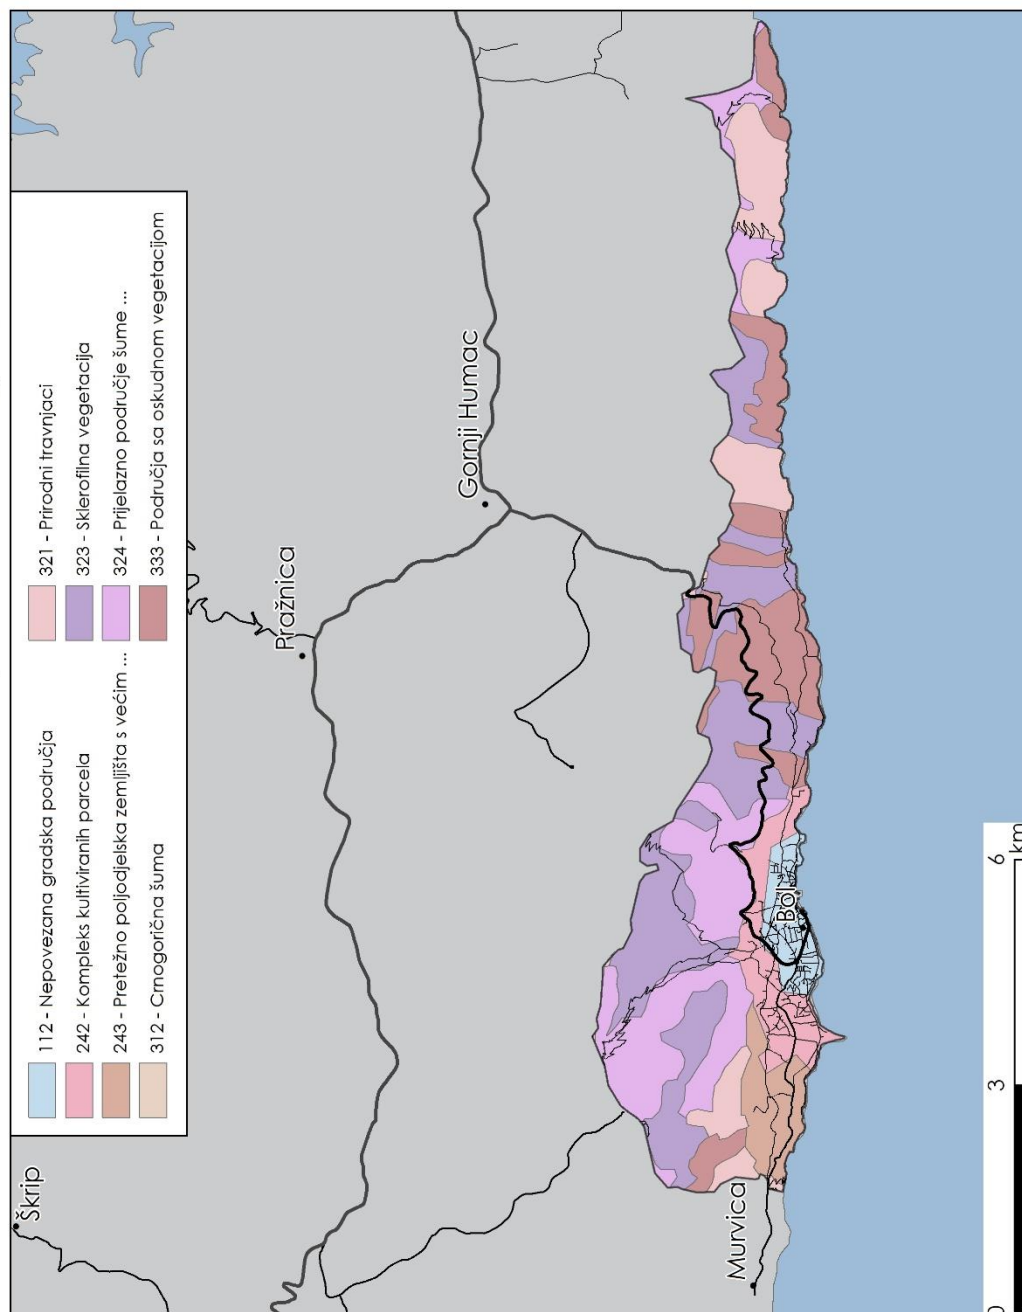 112 - Nepovezana gradska područja
242 - Kompleks kultiviranih parcela
243 - Pretežno poljodjelska zemljišta s većim ...
312 - Crnogorična šuma
321 - Prirodni travnjaci
323 - Sklerofilna vegetacija
324 - Prijelazno područje šume ...
333 - Područja sa oskudnom vegetacijom
Škrip
Pražnica
Gornji Humac
Murvica
Bol
0
3
6
km